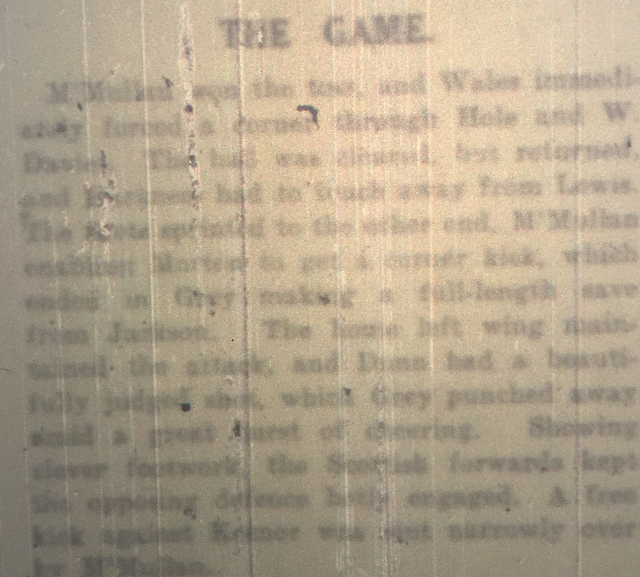 THE GAME.
M'Mullan won the toss, and Wales immedi-
ately forced a corner through Hole and W
Davies. The ball was cleared, but returned,
and had to touch away from Lewis.
The Scots sprinted to the other end, M'Mullan
enabling Morton to get a corner kick, which
ended in Grey making a full-length save
from Jackson. The home left wing main-
tained the attack, and Dunn had a beauti-
fully judged shot, which Grey punched away
amid a great burst of cheering. Showing
clever footwork, the Scottish forwards kept
the opposing defence busily engaged. A free
kick against Keenor was sent narrowly over
by M'Mullan.